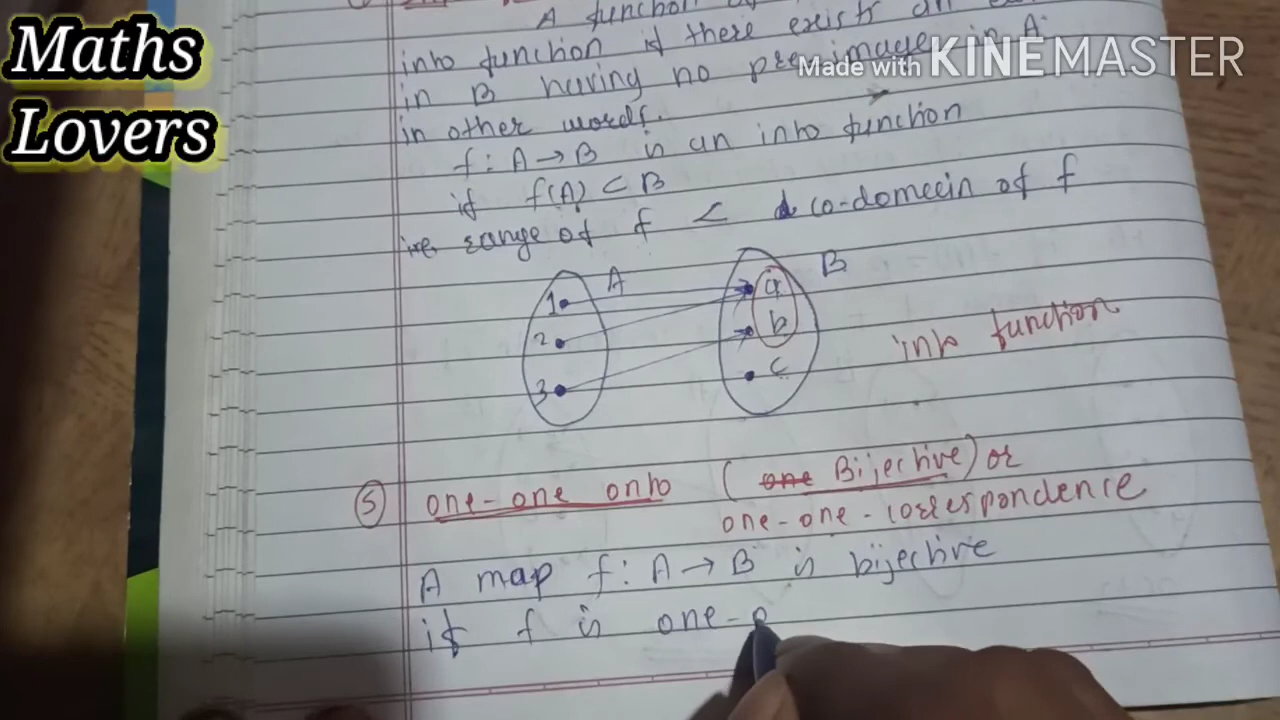 Maths
Lovers
Made with KINEMASTER
A function
into function if there exists an
in B having no pre-images in A.
in other words.
f : A → B is an into function
if f(A) ⊂ B
range of f < co-domain of f
A
B
1
2
3
a
b
c
into function
5 one-one onto (one Bijective) or
one-one-correspondence
A map f : A → B is bijective
if f is one-o